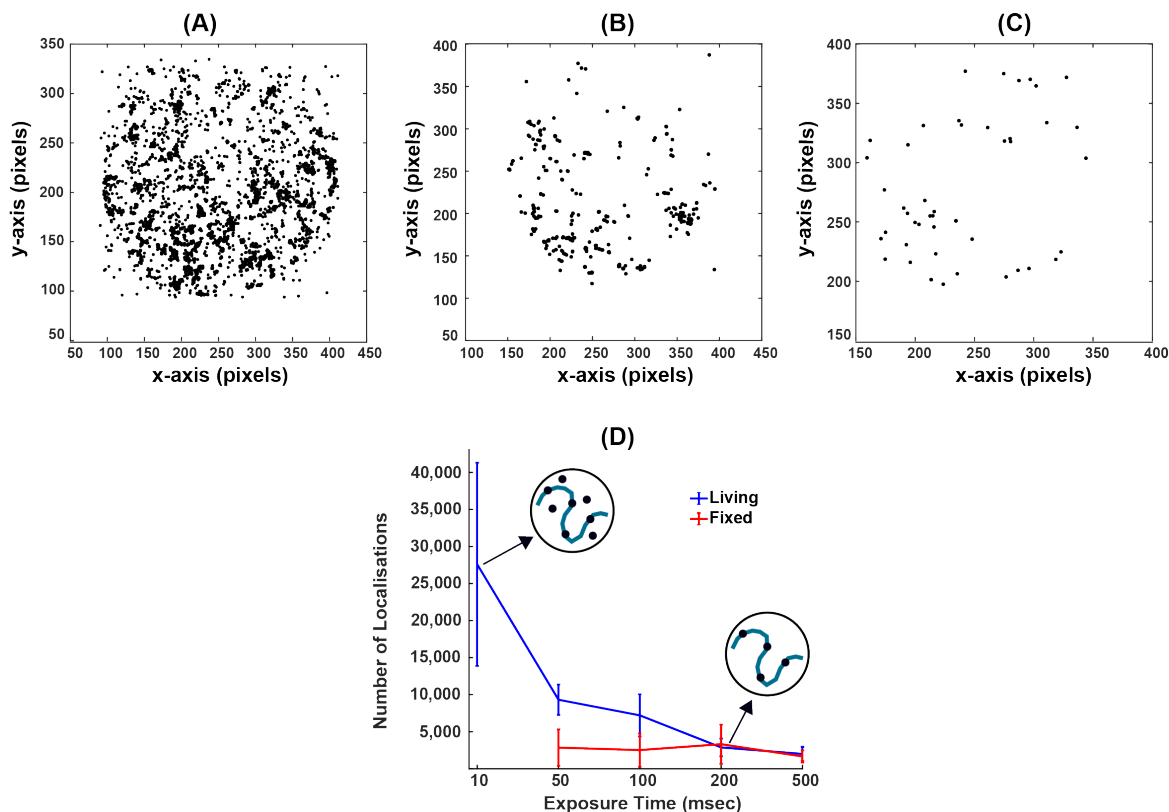 (A)
350
300
250
200
150
100
50
y-axis (pixels)
50 100 150 200 250 300 350 400 450
x-axis (pixels)
(B)
400
350
300
250
200
150
100
50
y-axis (pixels)
100 150 200 250 300 350 400 450
x-axis (pixels)
(C)
400
300
200
150
y-axis (pixels)
150 200 250 300 350 400
x-axis (pixels)
(D)
40,000
35,000
30,000
25,000
20,000
15,000
10,000
5,000
Number of Localisations
Living
Fixed
10 50 100 200 500
Exposure Time (msec)